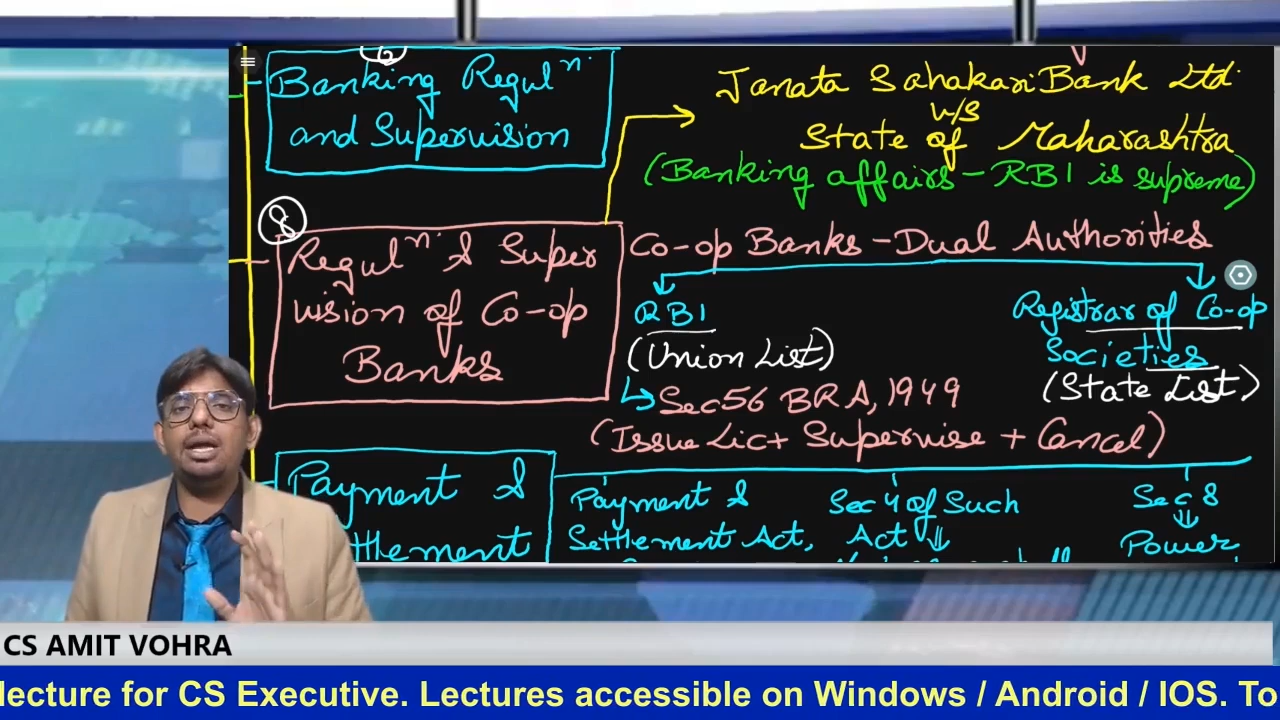 Banking Regulⁿ.
and Supervision
Janata Sahakari Bank Ltd.
v/s
State of Maharashtra
(Banking affairs - RBI is supreme)
8
Regulⁿ. & Super
vision of Co-op
Banks
Co-op Banks - Dual Authorities
RBI
(Union List)
Sec 56 BRA, 1949
(Issue Lic + Supervise + Cancel)
Registrar of Co-op
Societies
(State List)
Payment &
ttlement
Payment &
Settlement Act,
Sec 4 of Such
Act
Sec 8
Power
CS AMIT VOHRA
lecture for CS Executive. Lectures accessible on Windows / Android / IOS. To